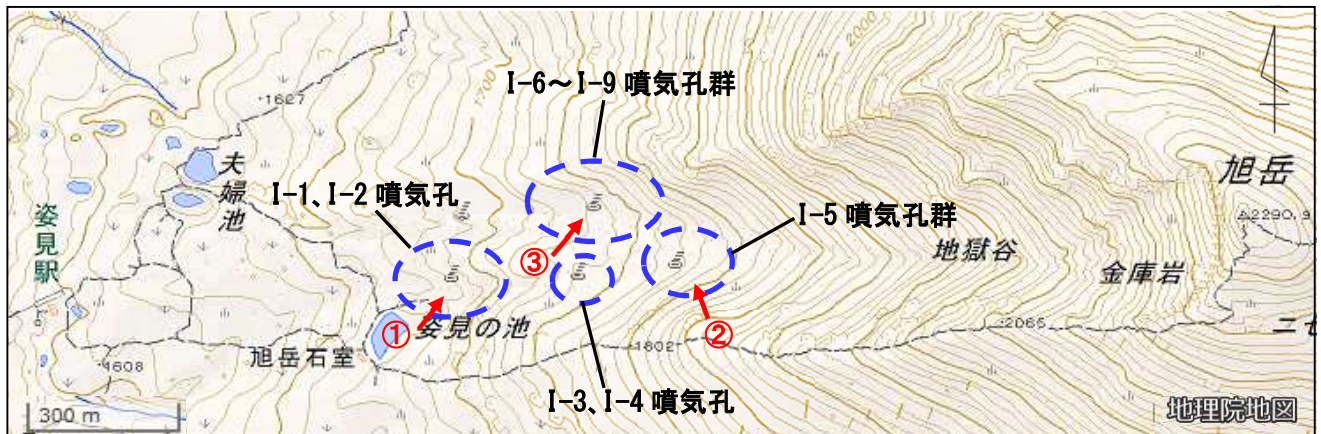 2000
1700
I-6～I-9 噴気孔群
・1627
夫婦池
I-1、I-2 噴気孔
旭岳
I-5 噴気孔群
△2290.9
姿見駅
地獄谷
③
金庫岩
①
姿見の池
②
・2065
二七
旭岳石室
・1802
・1608
I-3、I-4 噴気孔
300 m
地理院地図